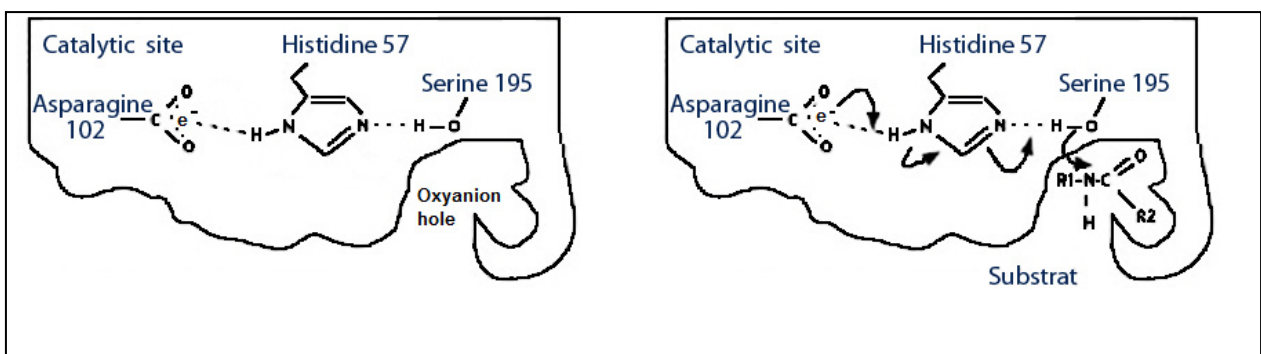 Catalytic site
Histidine 57
Serine 195
Asparagine
102
C
O
e-
O
H
N
N
H
O
Oxyanion
hole
Catalytic site
Histidine 57
Serine 195
Asparagine
102
C
O
e-
O
H
N
N
H
O
R1-N-C
O
H
R2
Substrat